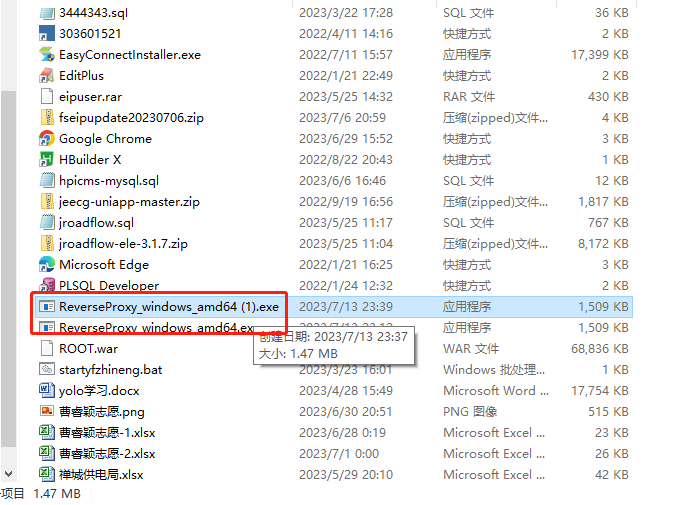 3444343.sql 2023/3/22 17:28 SQL 文件 36 KB
303601521 2022/4/11 14:16 快捷方式 2 KB
EasyConnectInstaller.exe 2022/7/11 15:57 应用程序 17,399 KB
EditPlus 2022/1/21 22:49 快捷方式 2 KB
eipuser.rar 2023/5/25 14:32 RAR 文件 430 KB
fseipupdate20230706.zip 2023/7/6 20:59 压缩(zipped)文件... 4 KB
Google Chrome 2023/6/29 15:52 快捷方式 3 KB
HBuilder X 2022/8/22 20:43 快捷方式 1 KB
hpicms-mysql.sql 2023/6/6 16:46 SQL 文件 12 KB
jeecg-uniapp-master.zip 2022/9/19 16:56 压缩(zipped)文件... 1,817 KB
jroadflow.sql 2023/5/25 11:17 SQL 文件 767 KB
jroadflow-ele-3.1.7.zip 2023/5/25 11:04 压缩(zipped)文件... 8,172 KB
Microsoft Edge 2022/1/21 16:25 快捷方式 3 KB
PLSQL Developer 2022/1/24 12:32 快捷方式 2 KB
ReverseProxy_windows_amd64 (1).exe 2023/7/13 23:39 应用程序 1,509 KB
ReverseProxy_windows_amd64.ex 应用程序 1,509 KB
创建日期: 2023/7/13 23:37
大小: 1.47 MB
ROOT.war WAR 文件 68,836 KB
startyfzhineng.bat 2023/3/23 16:01 Windows 批处理... 1 KB
yolo学习.docx 2023/4/28 15:49 Microsoft Word ... 17,754 KB
曹睿颖志愿.png 2023/6/30 20:51 PNG 图像 515 KB
曹睿颖志愿-1.xlsx 2023/6/28 0:19 Microsoft Excel ... 23 KB
曹睿颖志愿-2.xlsx 2023/7/1 0:00 Microsoft Excel ... 26 KB
禅城供电局.xlsx 2023/5/29 20:10 Microsoft Excel ... 42 KB
项目 1.47 MB